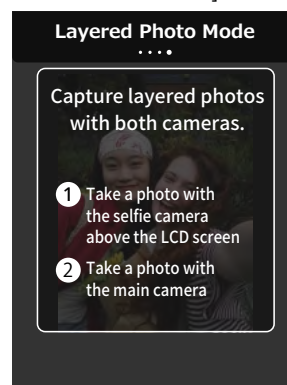 Layered Photo Mode
Capture layered photos
with both cameras.
1 Take a photo with
the selfie camera
above the LCD screen
2 Take a photo with
the main camera